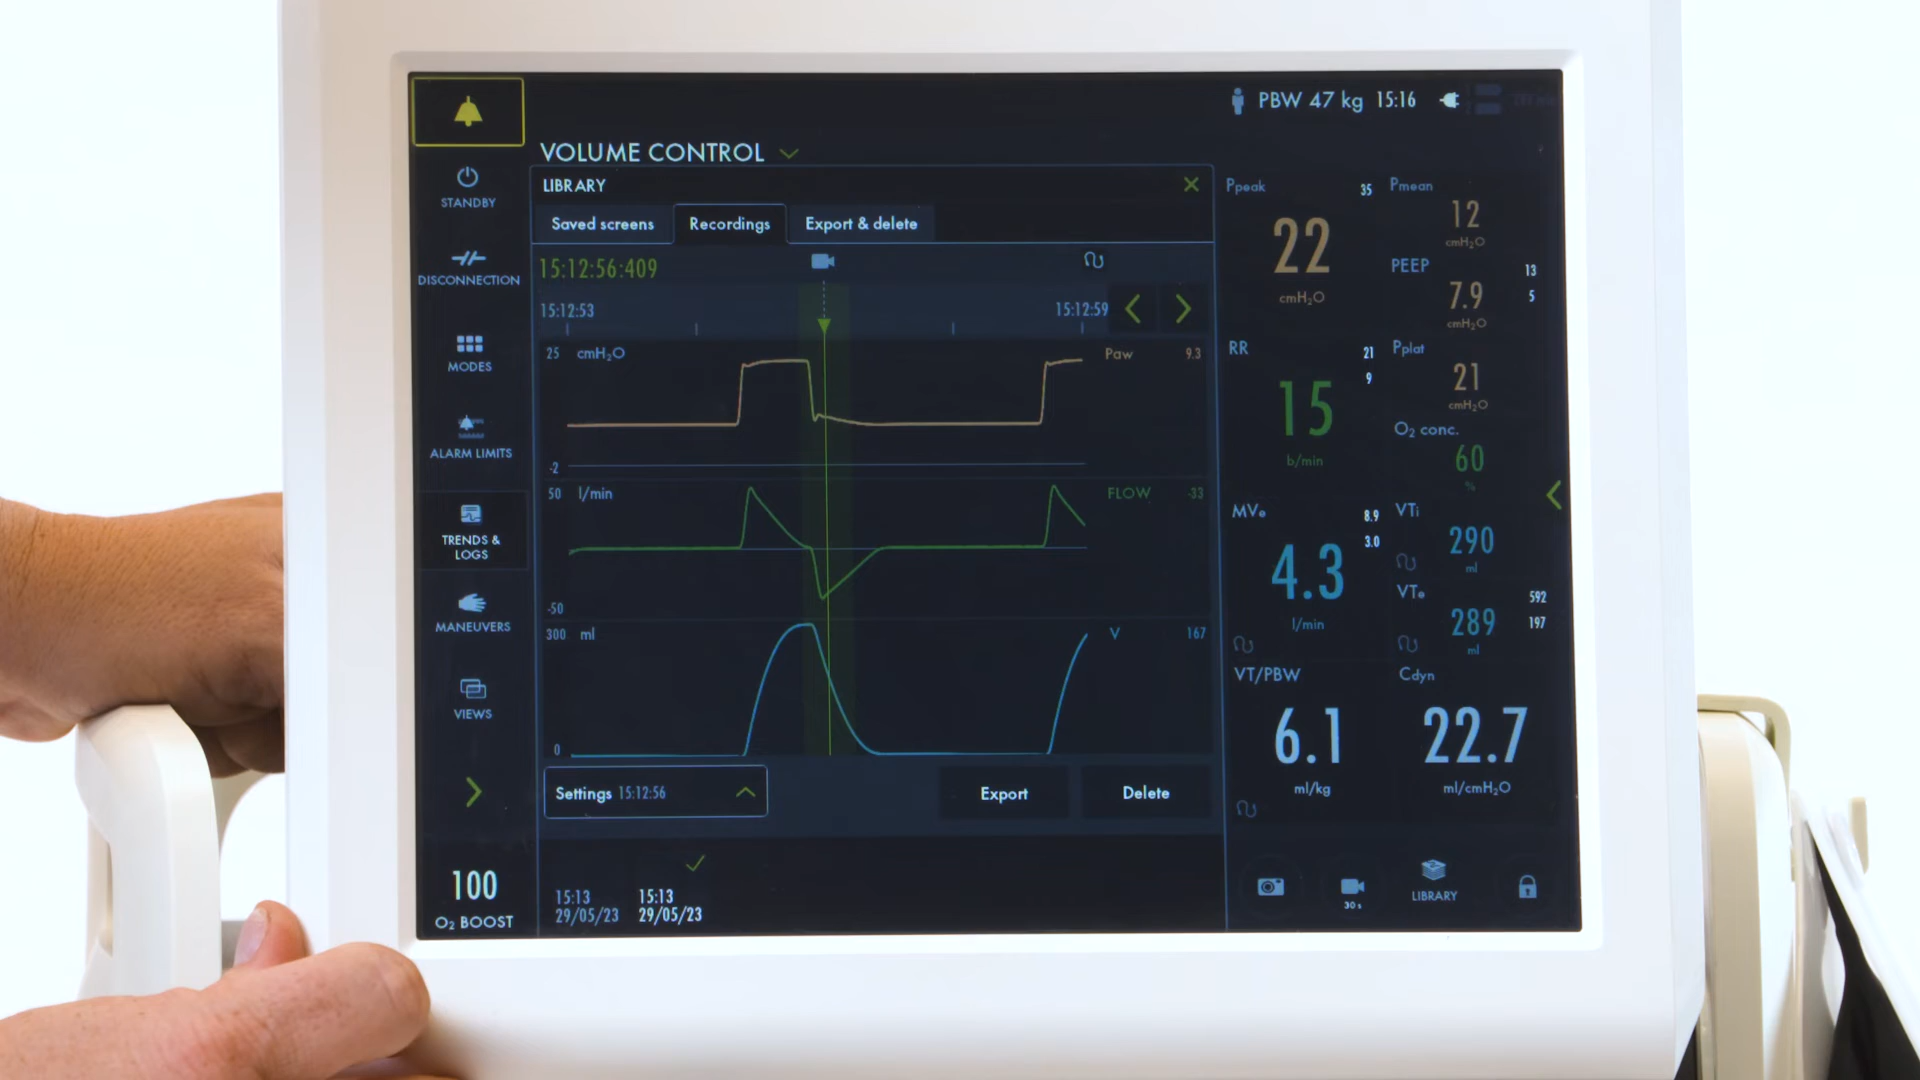 PBW 47 kg 15:16
VOLUME CONTROL
STANDBY
DISCONNECTION
MODES
ALARM LIMITS
TRENDS &
LOGS
MANEUVERS
VIEWS
100
O₂ BOOST
LIBRARY
Saved screens Recordings Export & delete
15:12:56:409
15:12:53 15:12:59
25 cmH₂O Paw 9.3
-2
50 l/min FLOW -33
-50
300 ml V 167
0
Settings 15:12:56 Export Delete
15:13 15:13
29/05/23 29/05/23
Ppeak 35
22
cmH₂O
Pmean
12
cmH₂O
PEEP 13
5
7.9
cmH₂O
RR 21
9
15
b/min
Pplat
21
cmH₂O
O₂ conc.
60
%
MVe 8.9
3.0
4.3
l/min
VTi
290
ml
VTe 592
197
289
ml
VT/PBW
6.1
ml/kg
Cdyn
22.7
ml/cmH₂O
30 s
LIBRARY